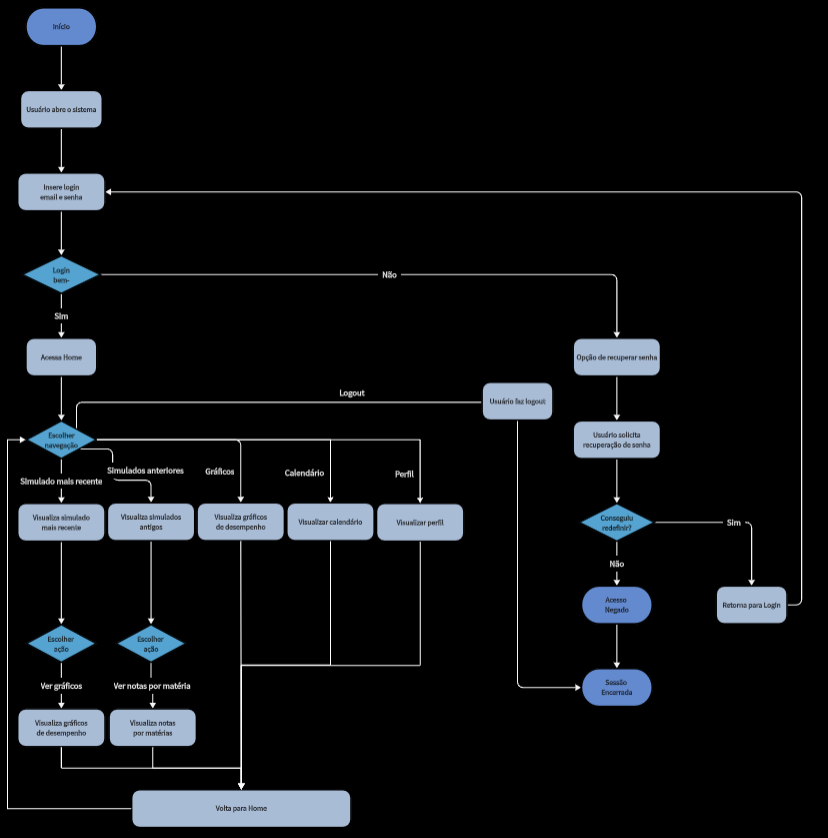 Início
Usuário abre o sistema
Insere login
email e senha
Login
bem-
Não
Sim
Acessa Home
Opção de recuperar senha
Logout
Usuário faz logout
Escolher
navegação
Usuário solicita
recuperação de senha
Simulado mais recente
Simulados anteriores
Gráficos
Calendário
Perfil
Visualiza simulado
mais recente
Visualiza simulados
antigos
Visualiza gráficos
de desempenho
Visualizar calendário
Visualizar perfil
Conseguiu
redefinir?
Sim
Não
Acesso
Negado
Retorna para Login
Escolher
ação
Escolher
ação
Ver gráficos
Ver notas por matéria
Sessão
Encerrada
Visualiza gráficos
de desempenho
Visualiza notas
por matérias
Volta para Home